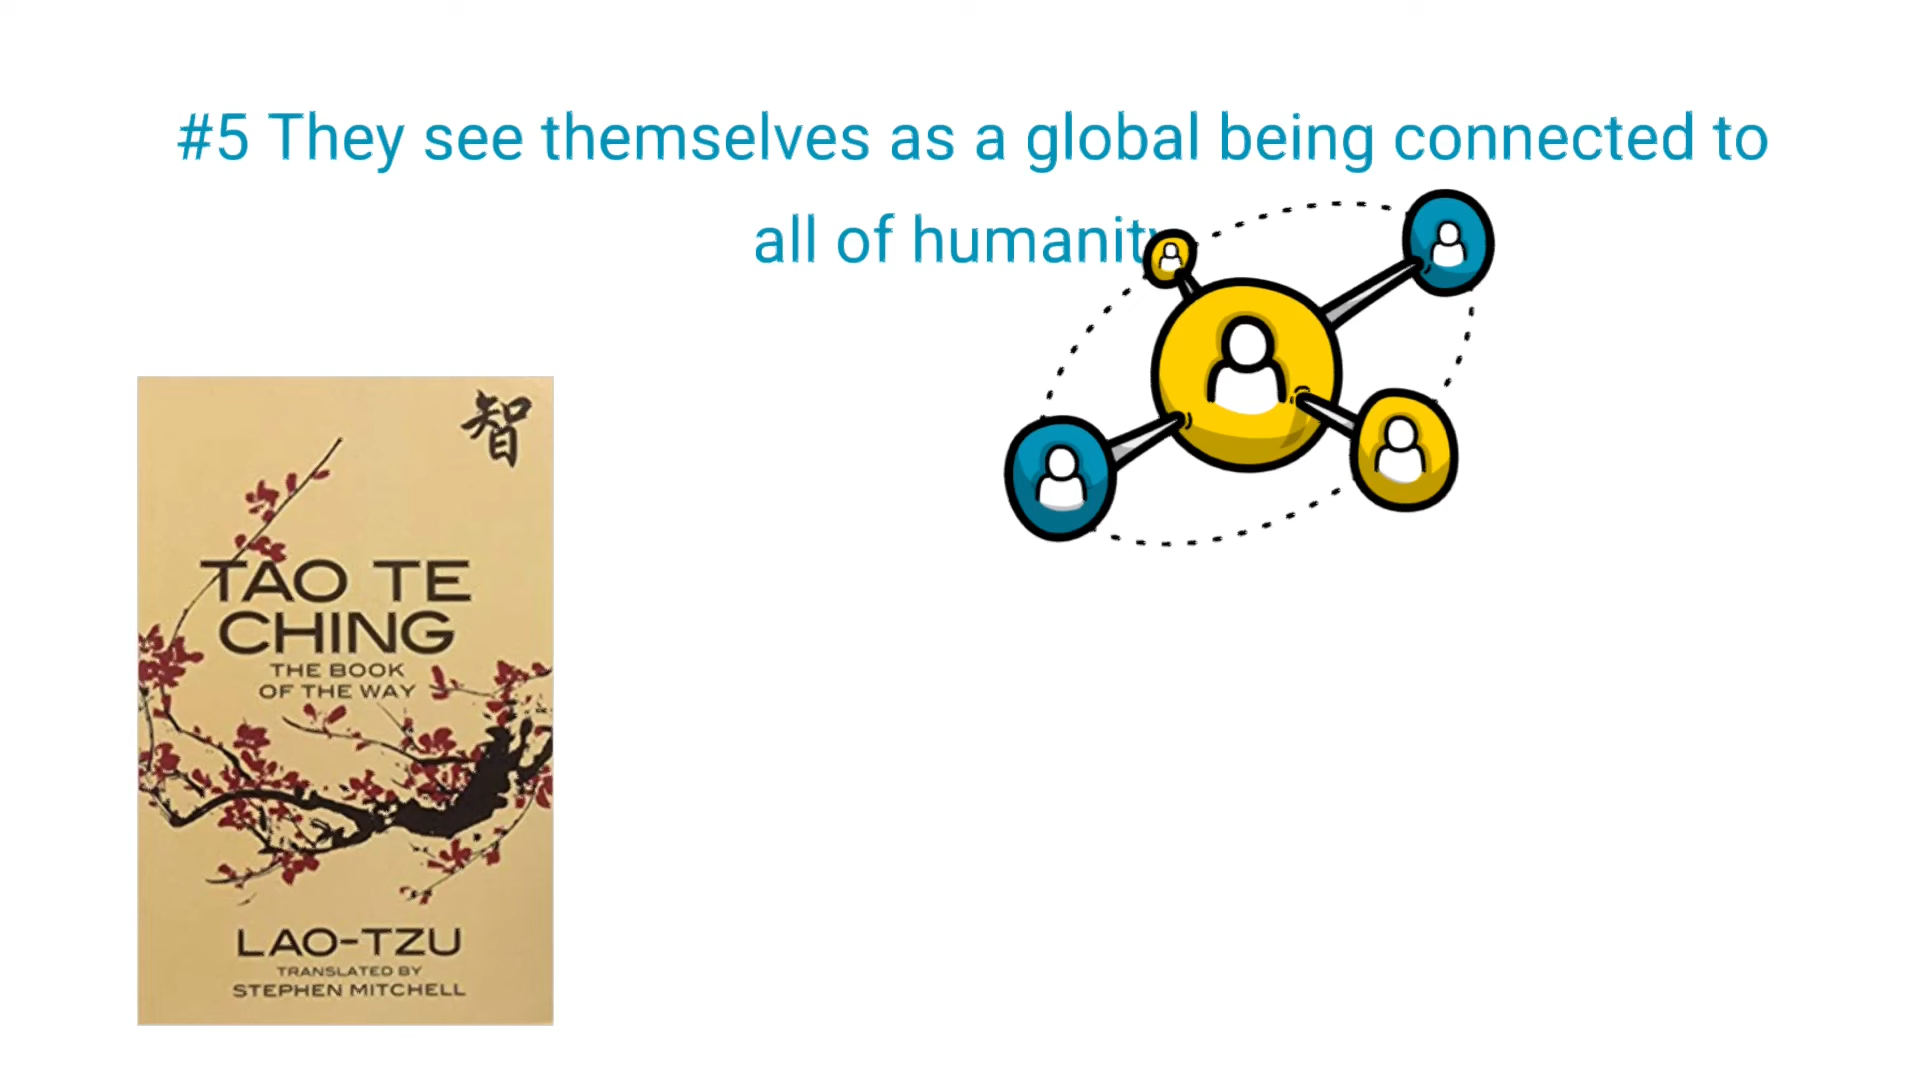 #5 They see themselves as a global being connected to
all of humanity
智
TAO TE
CHING
THE BOOK
OF THE WAY
LAO-TZU
TRANSLATED BY
STEPHEN MITCHELL